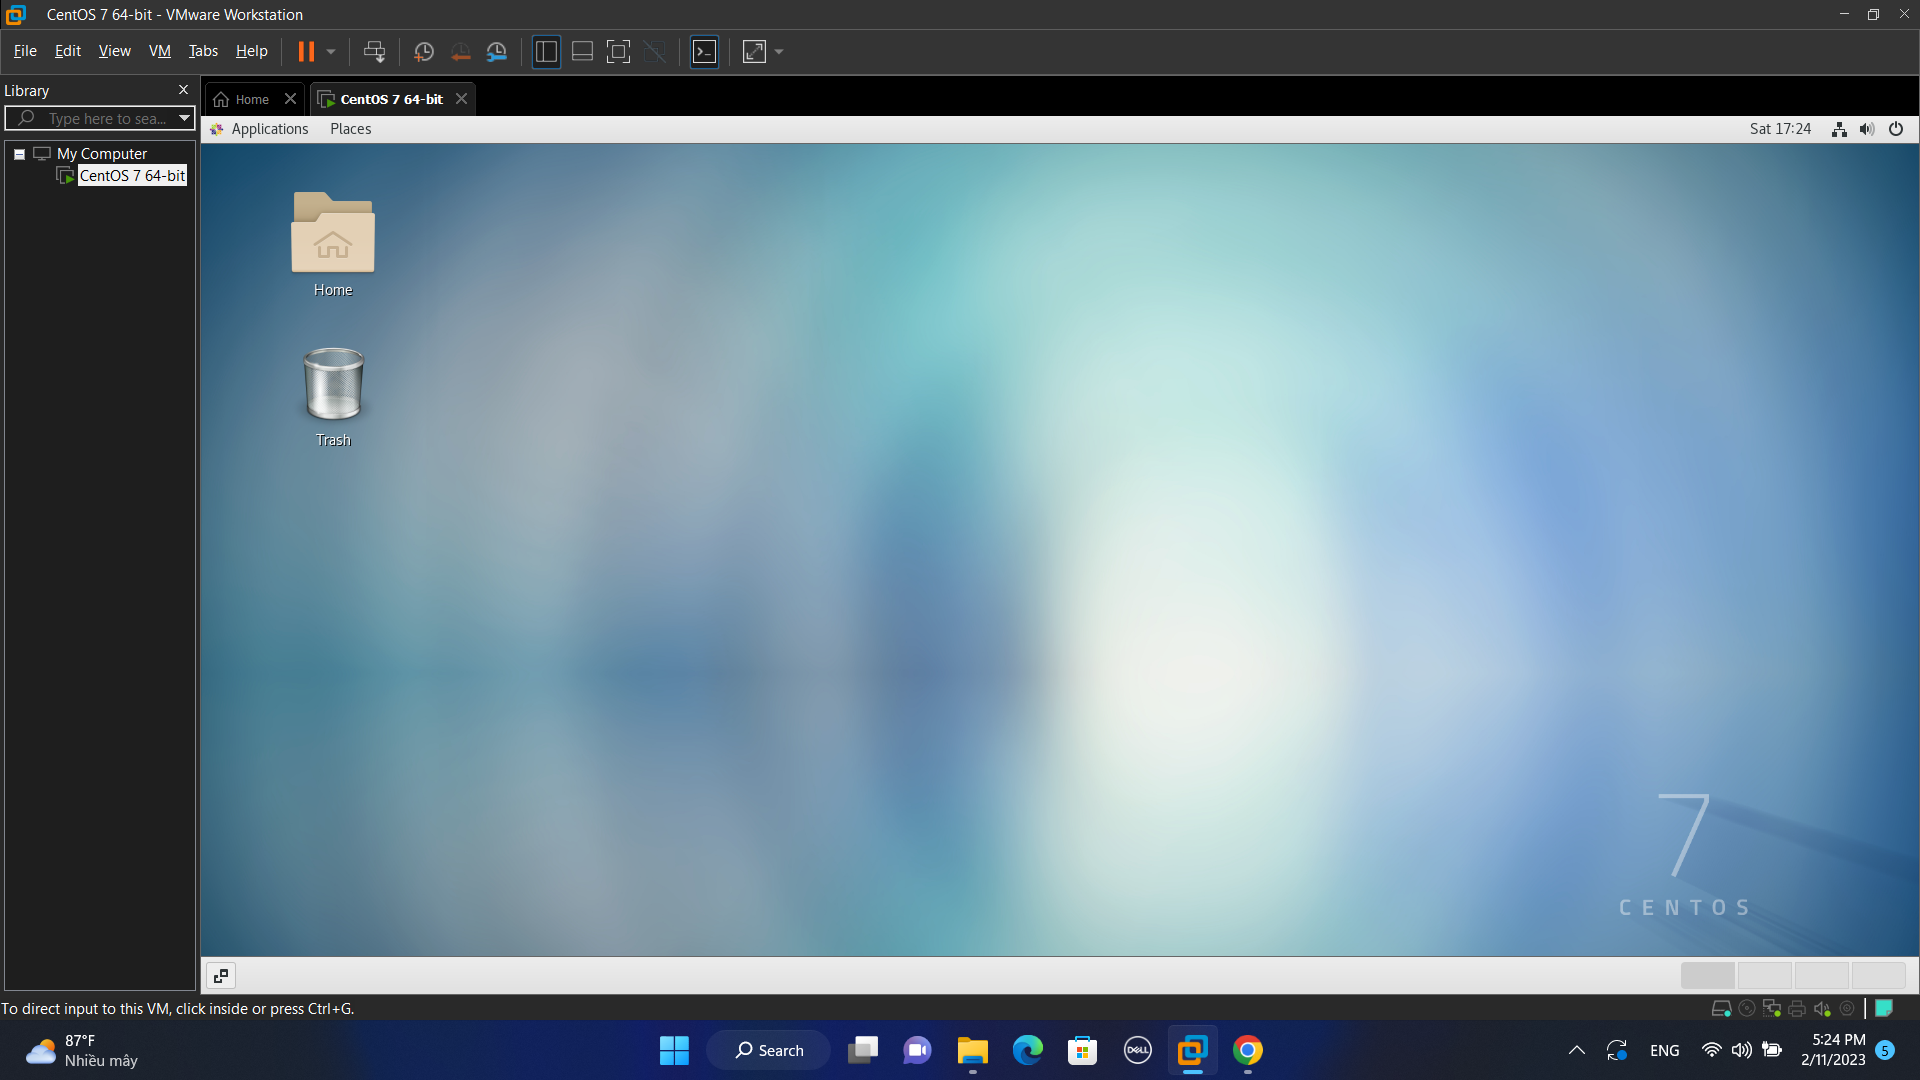 CentOS 7 64-bit - VMware Workstation
File Edit View VM Tabs Help
Library
Type here to sea...
My Computer
CentOS 7 64-bit
Home
CentOS 7 64-bit
Applications Places
Sat 17:24
Home
Trash
7
CENTOS
To direct input to this VM, click inside or press Ctrl+G.
87°F
Nhiều mây
Search
DELL
ENG
5:24 PM
2/11/2023
5